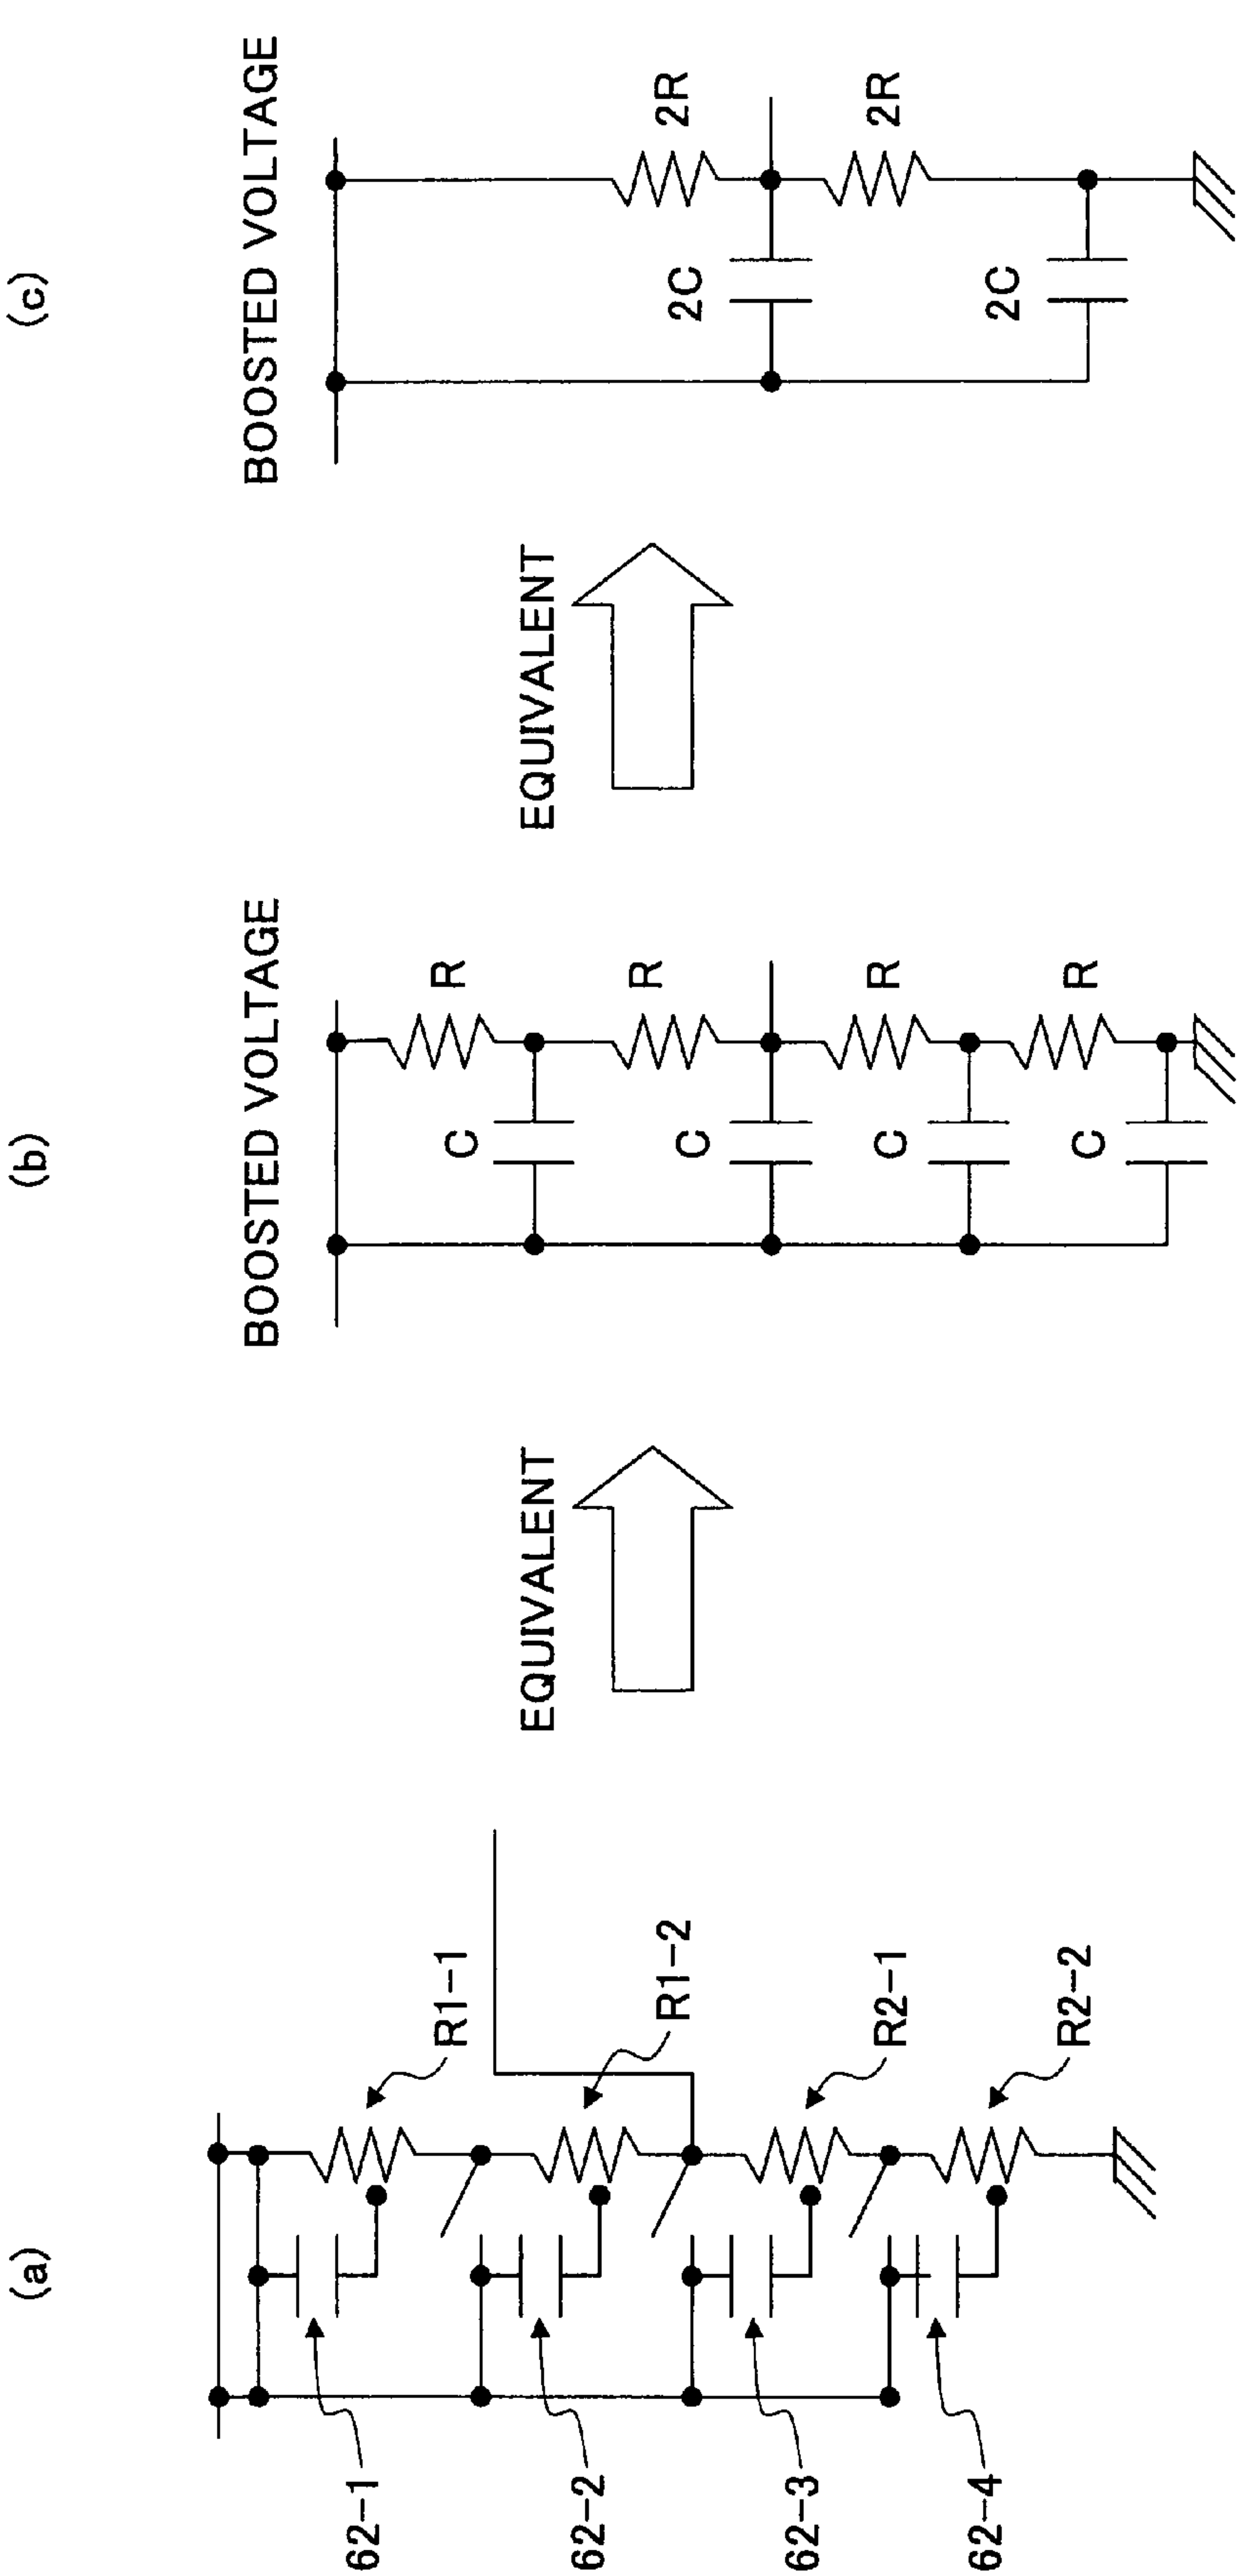 (a)
62-1
62-2
62-3
62-4
R1-1
R1-2
R2-1
R2-2
EQUIVALENT
(b)
BOOSTED VOLTAGE
C
C
C
C
R
R
R
R
EQUIVALENT
(c)
BOOSTED VOLTAGE
2C
2C
2R
2R